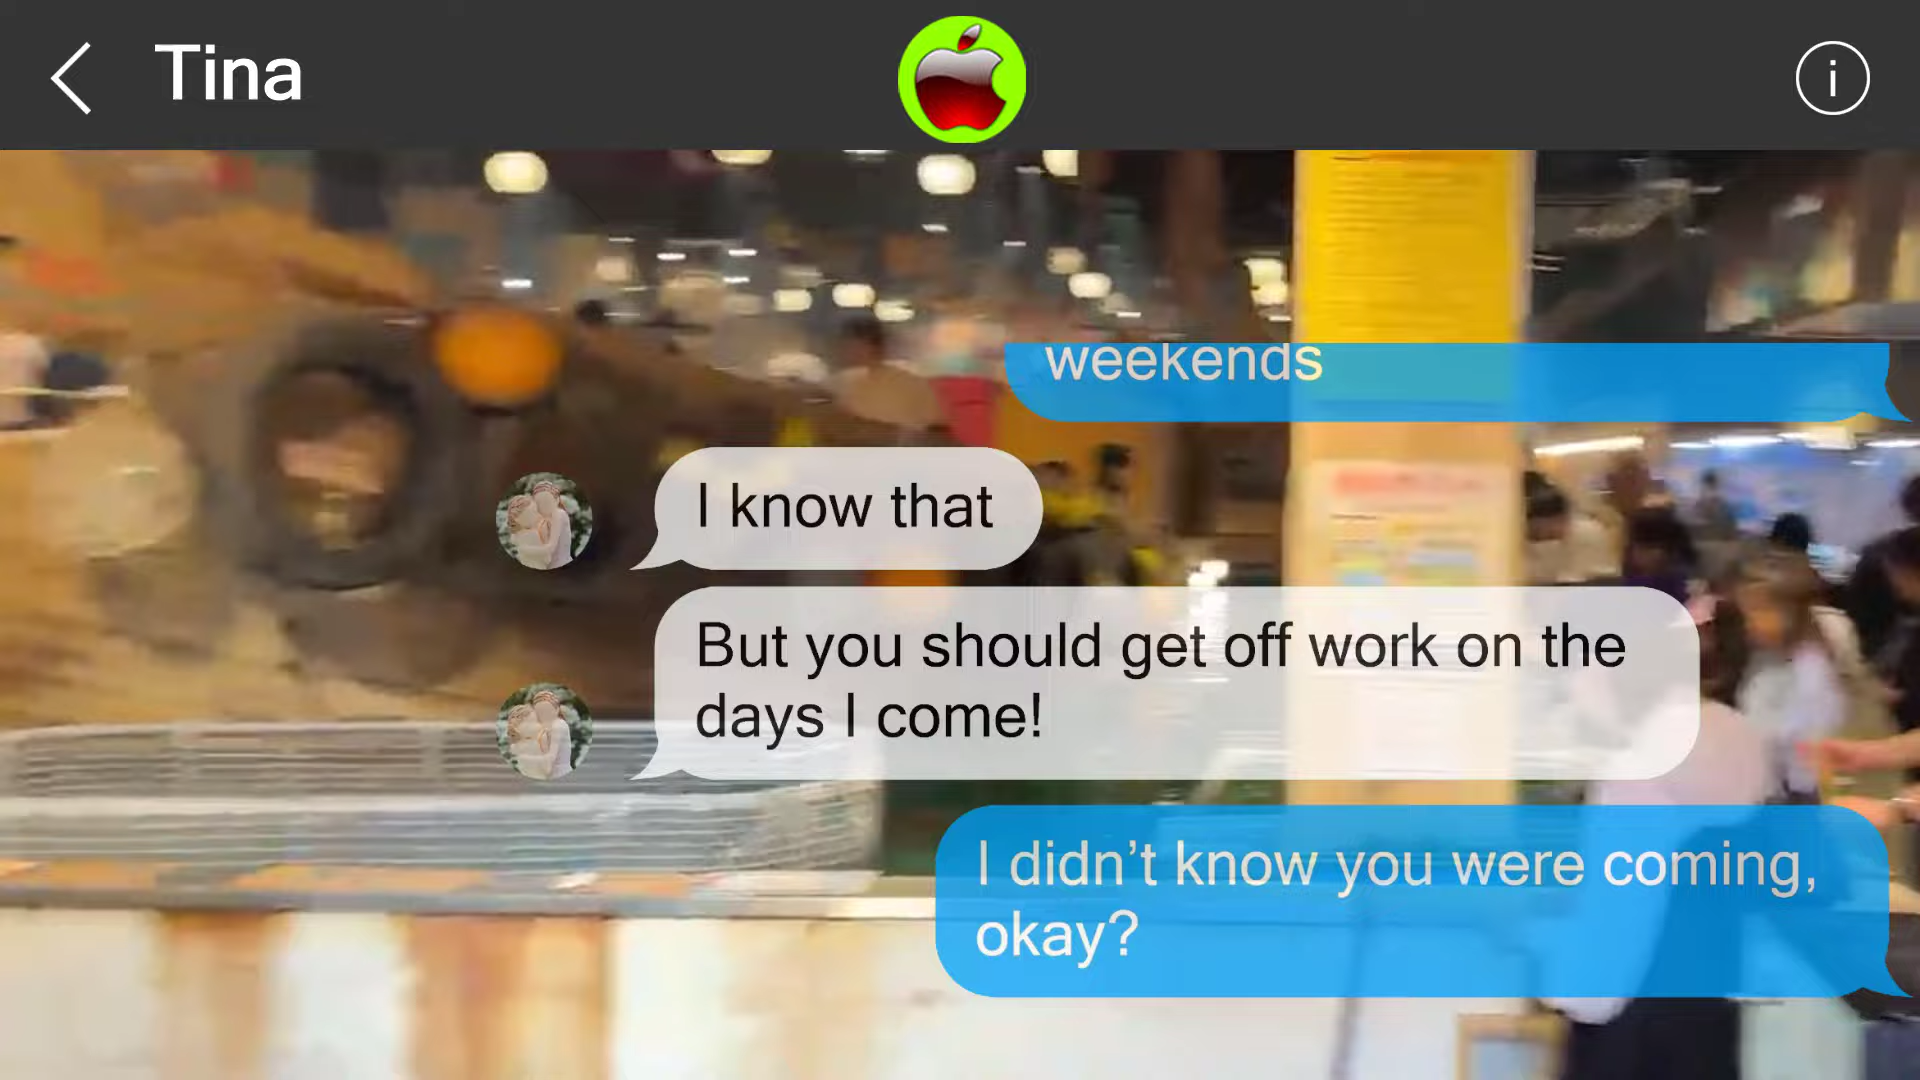 Tina
weekends
I know that
But you should get off work on the
days I come!
I didn’t know you were coming,
okay?